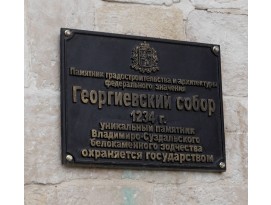 Памятник градостроительства и архитектуры
федерального значения
Георгиевский собор
1234 г.
уникальный памятник
Владимиро-Суздальского
белокаменного зодчества
охраняется государством